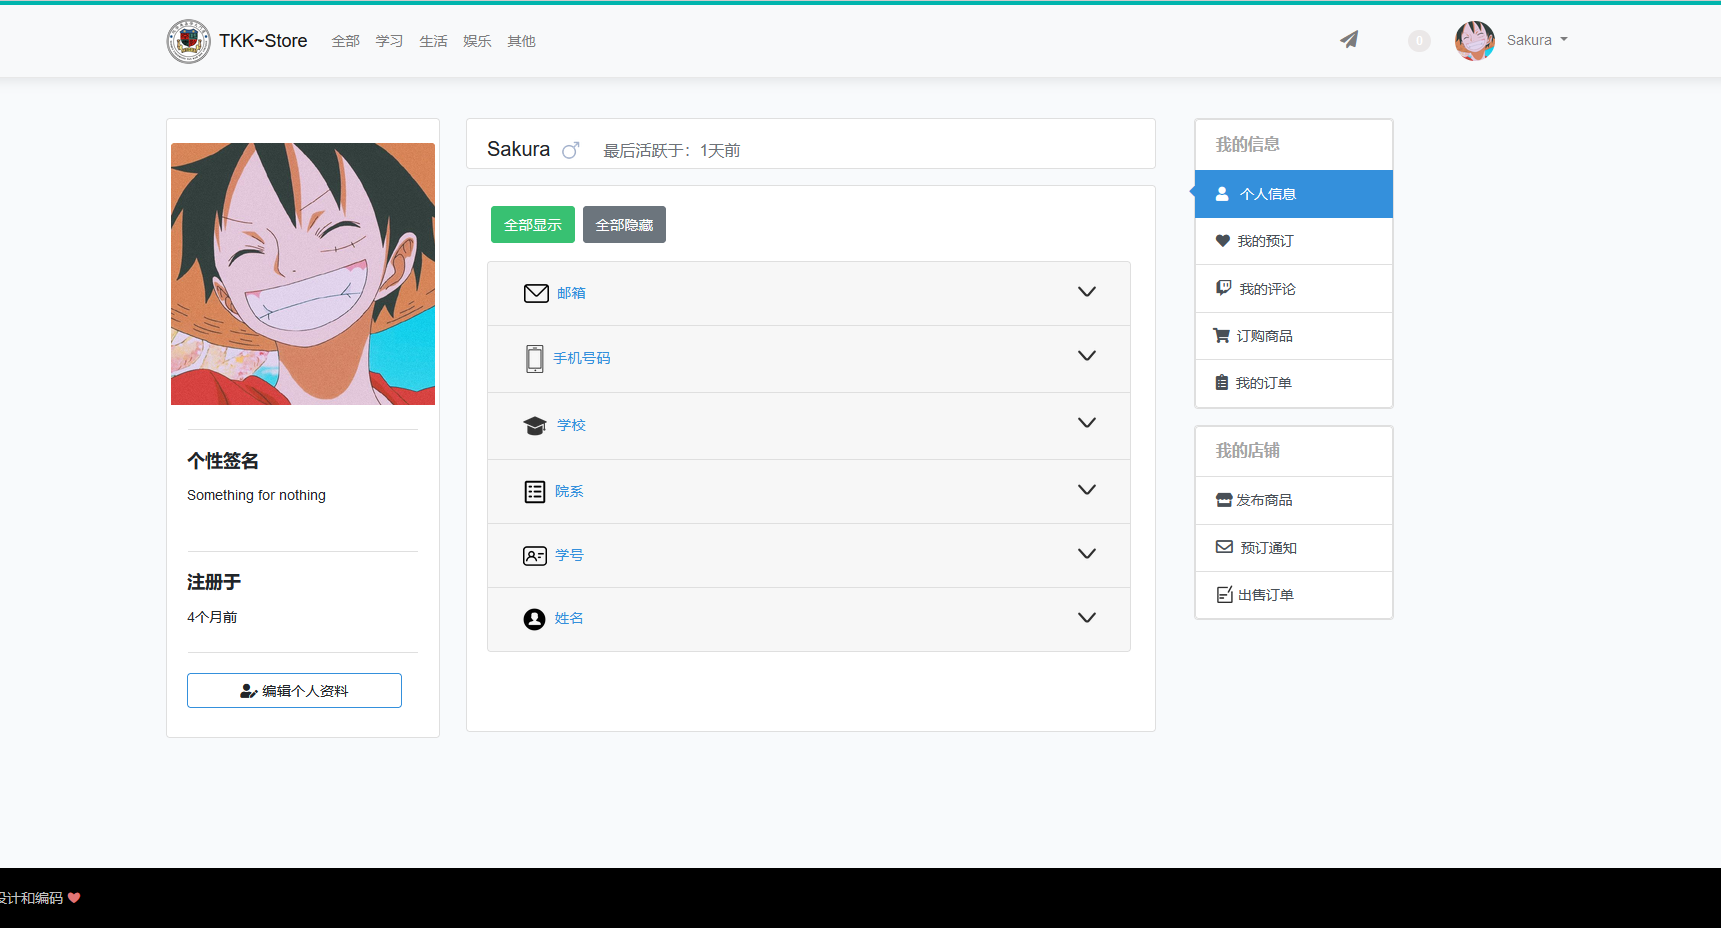 TKK~Store
全部 学习 生活 娱乐 其他
0
Sakura
个性签名
Something for nothing
注册于
4个月前
编辑个人资料
Sakura 最后活跃于：1天前
全部显示 全部隐藏
邮箱
手机号码
学校
院系
学号
姓名
我的信息
个人信息
我的预订
我的评论
订购商品
我的订单
我的店铺
发布商品
预订通知
出售订单
设计和编码